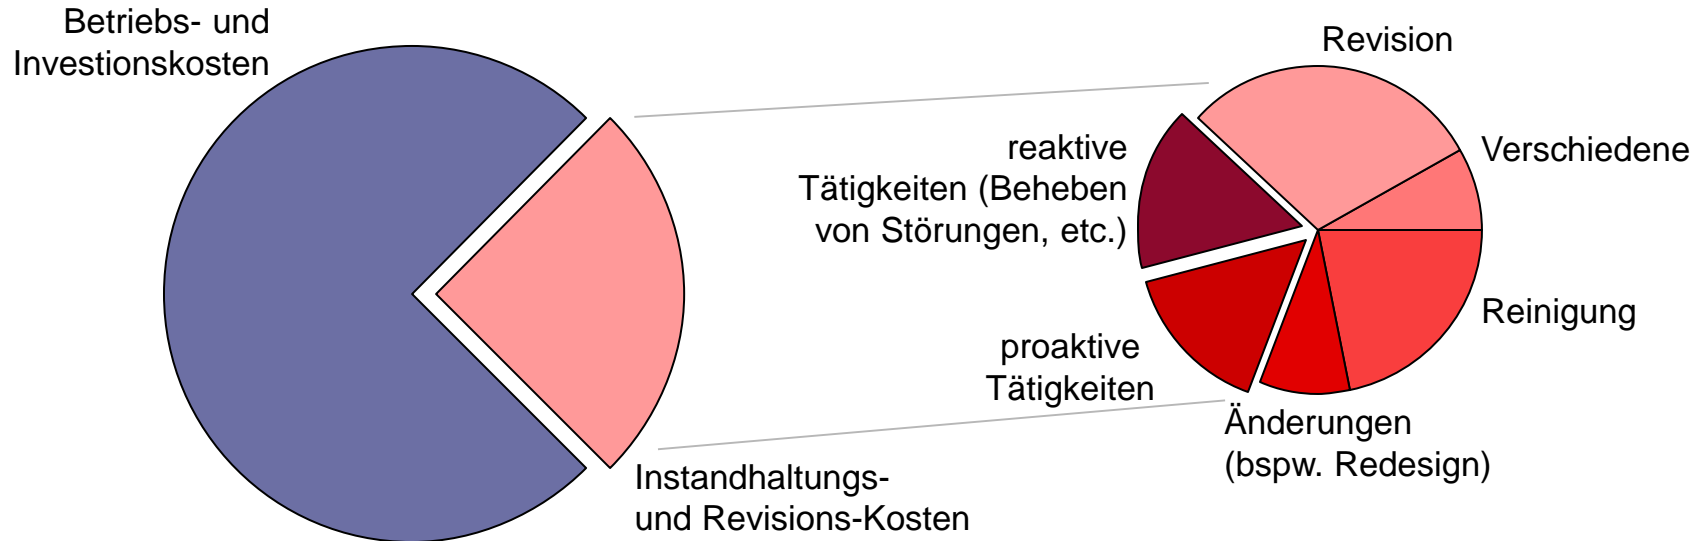 Betriebs- und
Investionskosten
Revision
Verschiedene
reaktive
Tätigkeiten (Beheben
von Störungen, etc.)
Reinigung
proaktive
Tätigkeiten
Änderungen
(bspw. Redesign)
Instandhaltungs-
und Revisions-Kosten